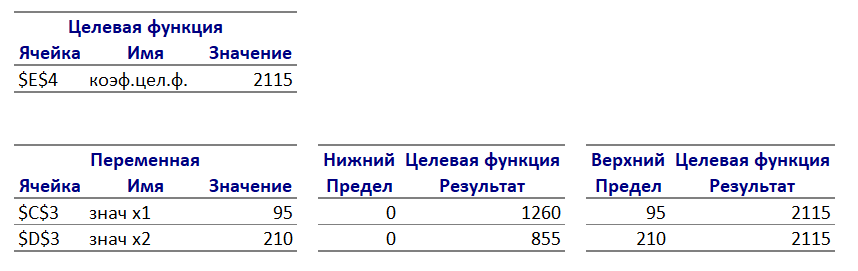 Целевая функция
Ячейка Имя Значение
$E$4 коэф.цел.ф. 2115
Переменная Нижний Целевая функция Верхний Целевая функция
Ячейка Имя Значение Предел Результат Предел Результат
$C$3 знач x1 95 0 1260 95 2115
$D$3 знач x2 210 0 855 210 2115